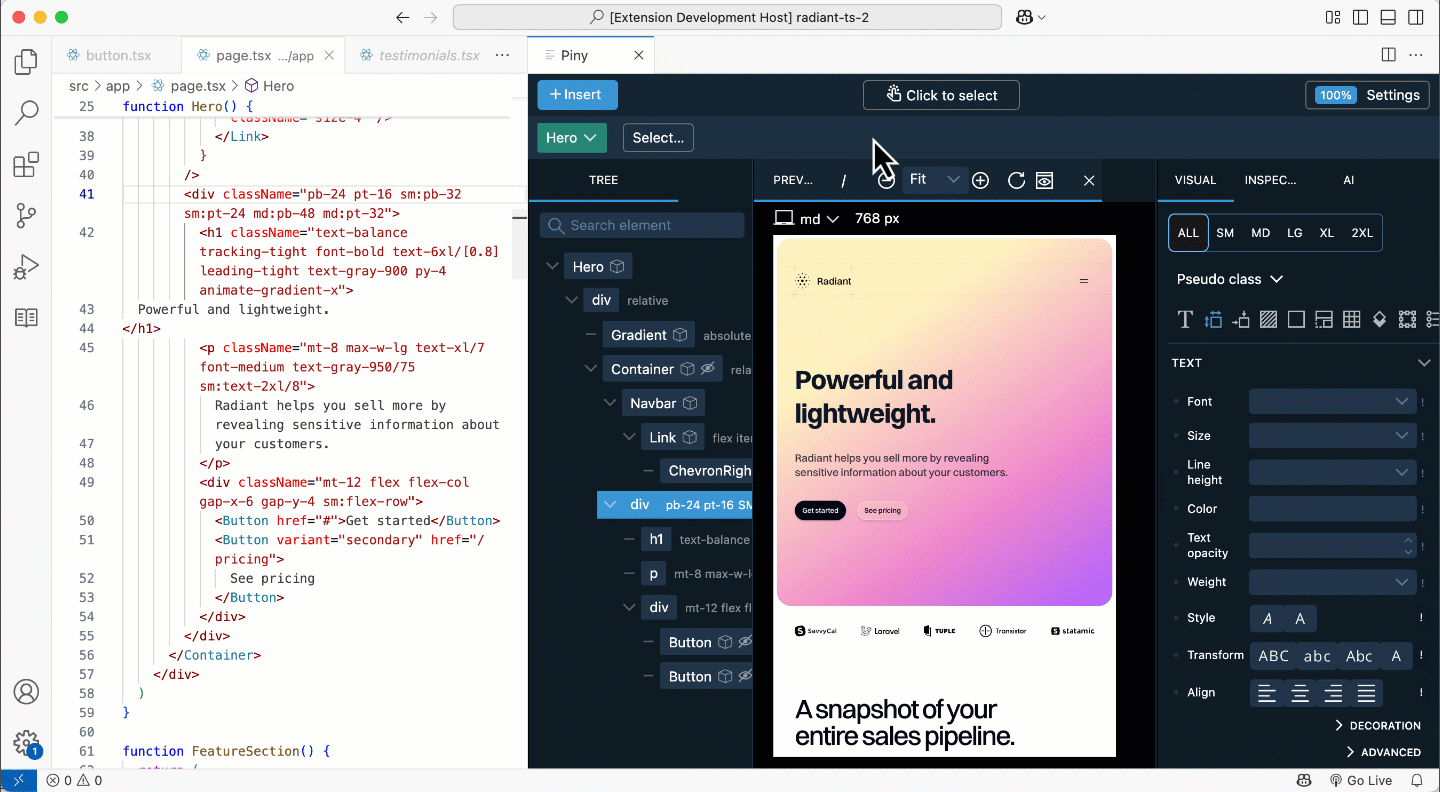 [Extension Development Host] radiant-ts-2
button.tsx
page.tsx .../app
testimonials.tsx
Piny
src > app > page.tsx > Hero
25 function Hero() {
38 </Link>
39 }
40 />
41 <div className="pb-24 pt-16 sm:pb-32
sm:pt-24 md:pb-48 md:pt-32">
42 <h1 className="text-balance
tracking-tight font-bold text-6xl/[0.8]
leading-tight text-gray-900 py-4
animate-gradient-x">
43 Powerful and lightweight.
44 </h1>
45 <p className="mt-8 max-w-lg text-xl/7
font-medium text-gray-950/75
sm:text-2xl/8">
46 Radiant helps you sell more by
revealing sensitive information about
47 your customers.
48 </p>
49 <div className="mt-12 flex flex-col
gap-x-6 gap-y-4 sm:flex-row">
50 <Button href="#">Get started</Button>
51 <Button variant="secondary" href="/
pricing">
52 See pricing
53 </Button>
54 </div>
55 </div>
56 </Container>
57 </div>
58 )
59 }
60
61 function FeatureSection() {
+ Insert
Click to select
100% Settings
Hero
Select...
TREE
Search element
Hero
div relative
Gradient absolute
Container rela
Navbar
Link flex ite
ChevronRigh
div pb-24 pt-16 SM
h1 text-balance
p mt-8 max-w-l
div mt-12 flex fl
Button
Button
PREV... / Fit
md 768 px
Radiant
Powerful and
lightweight.
Radiant helps you sell more by revealing
sensitive information about your customers.
Get started See pricing
SavvyCal Laravel TUPLE Transistor statamic
A snapshot of your
entire sales pipeline.
VISUAL INSPEC... AI
ALL SM MD LG XL 2XL
Pseudo class
TEXT
Font !
Size !
Line
height !
Color
Text
opacity !
Weight !
Style A A !
Transform ABC abc Abc A !
Align !
DECORATION
ADVANCED
1
0 0
Go Live